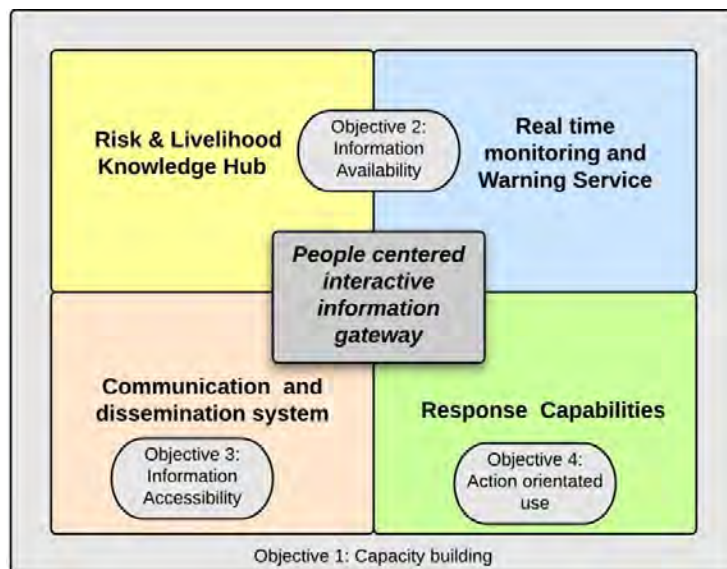 Risk & Livelihood
Knowledge Hub
Objective 2:
Information
Availability
Real time
monitoring and
Warning Service
People centered
interactive
information
gateway
Communication and
dissemination system
Objective 3:
Information
Accessibility
Response Capabilities
Objective 4:
Action orientated
use
Objective 1: Capacity building